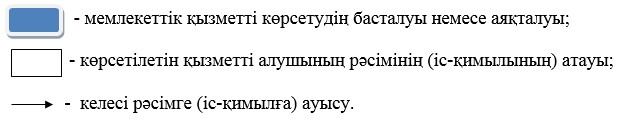 - мемлекеттік қызметті көрсетудің басталуы немесе аяқталуы;
- көрсетілетін қызметті алушының рәсімінің (іс-қимылының) атауы;
- келесі рәсімге (іс-қимылға) ауысу.